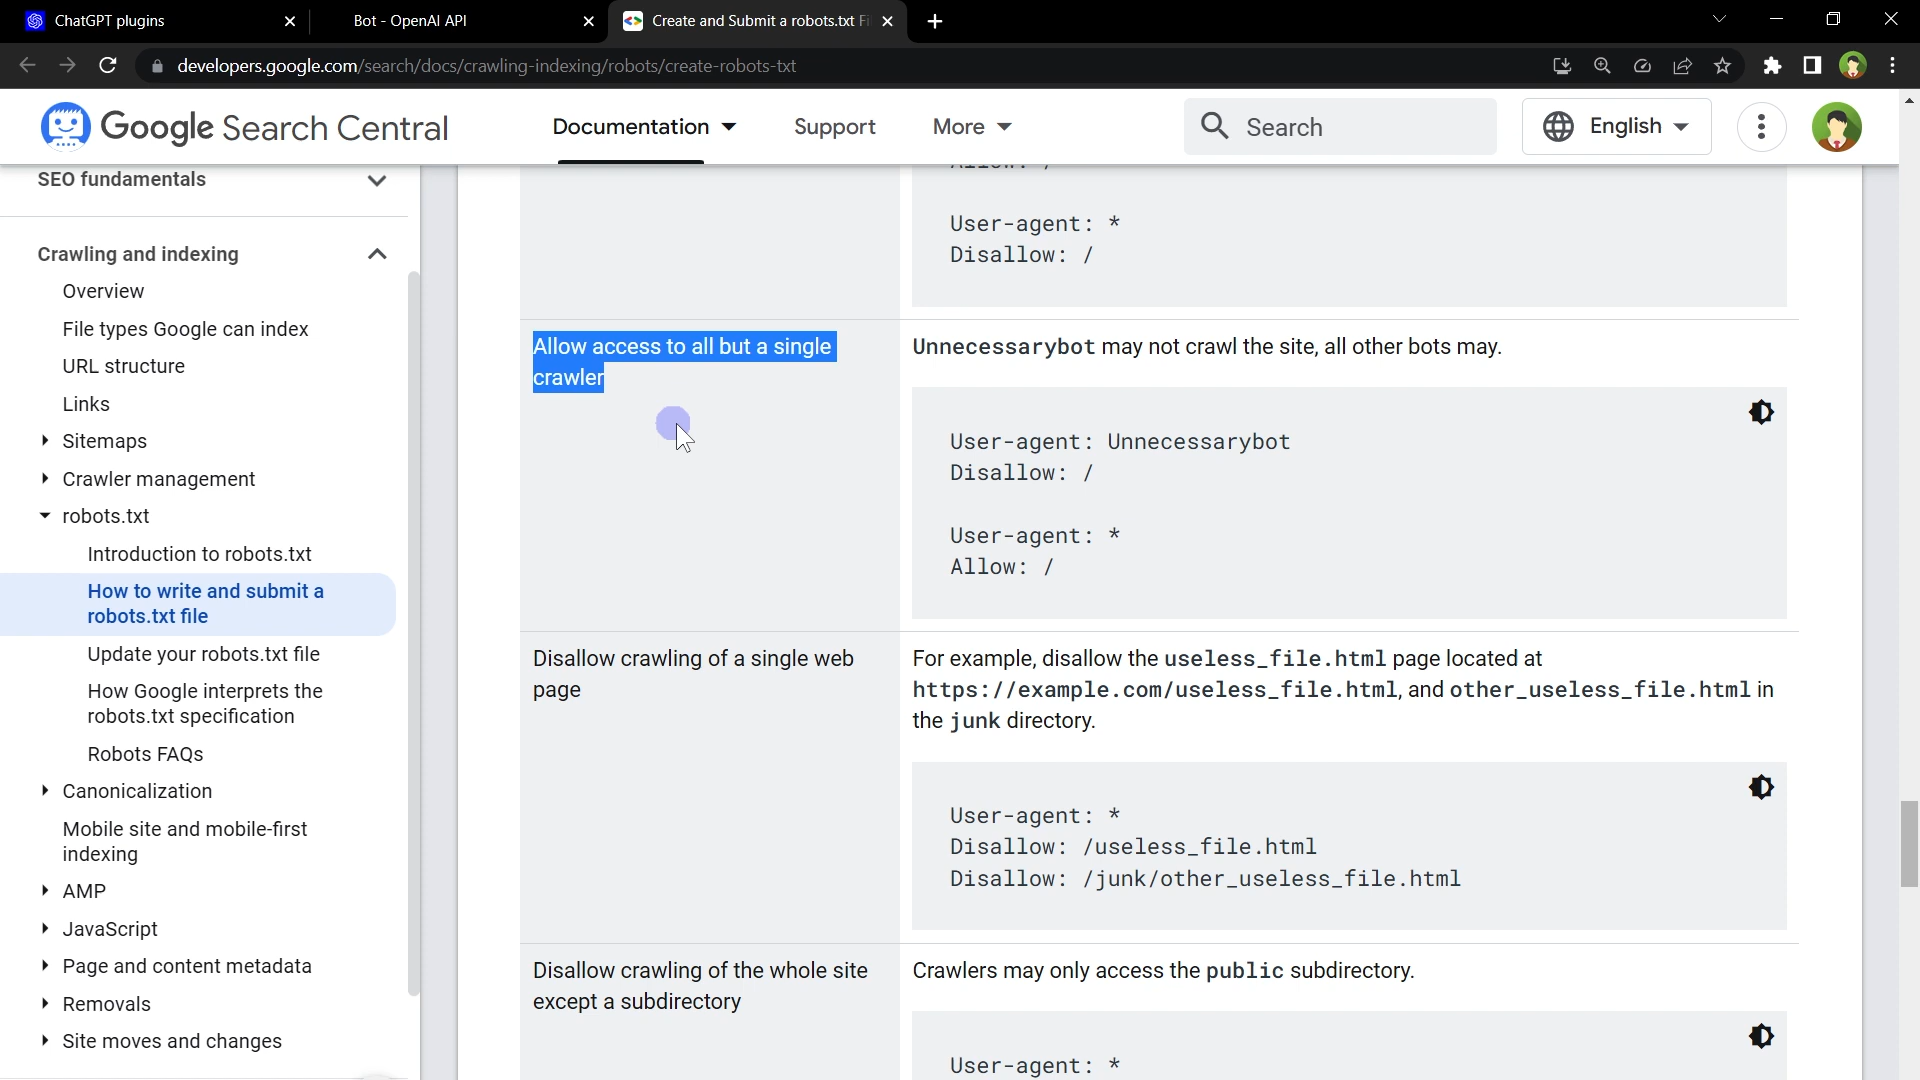 ChatGPT plugins
Bot - OpenAI API
Create and Submit a robots.txt Fi
developers.google.com/search/docs/crawling-indexing/robots/create-robots-txt
Google Search Central
Documentation
Support
More
Search
English
SEO fundamentals
Crawling and indexing
Overview
File types Google can index
URL structure
Links
Sitemaps
Crawler management
robots.txt
Introduction to robots.txt
How to write and submit a
robots.txt file
Update your robots.txt file
How Google interprets the
robots.txt specification
Robots FAQs
Canonicalization
Mobile site and mobile-first
indexing
AMP
JavaScript
Page and content metadata
Removals
Site moves and changes
User-agent: *
Disallow: /
Allow access to all but a single
crawler
Unnecessarybot may not crawl the site, all other bots may.
User-agent: Unnecessarybot
Disallow: /
User-agent: *
Allow: /
Disallow crawling of a single web
page
For example, disallow the useless_file.html page located at
https://example.com/useless_file.html, and other_useless_file.html in
the junk directory.
User-agent: *
Disallow: /useless_file.html
Disallow: /junk/other_useless_file.html
Disallow crawling of the whole site
except a subdirectory
Crawlers may only access the public subdirectory.
User-agent: *